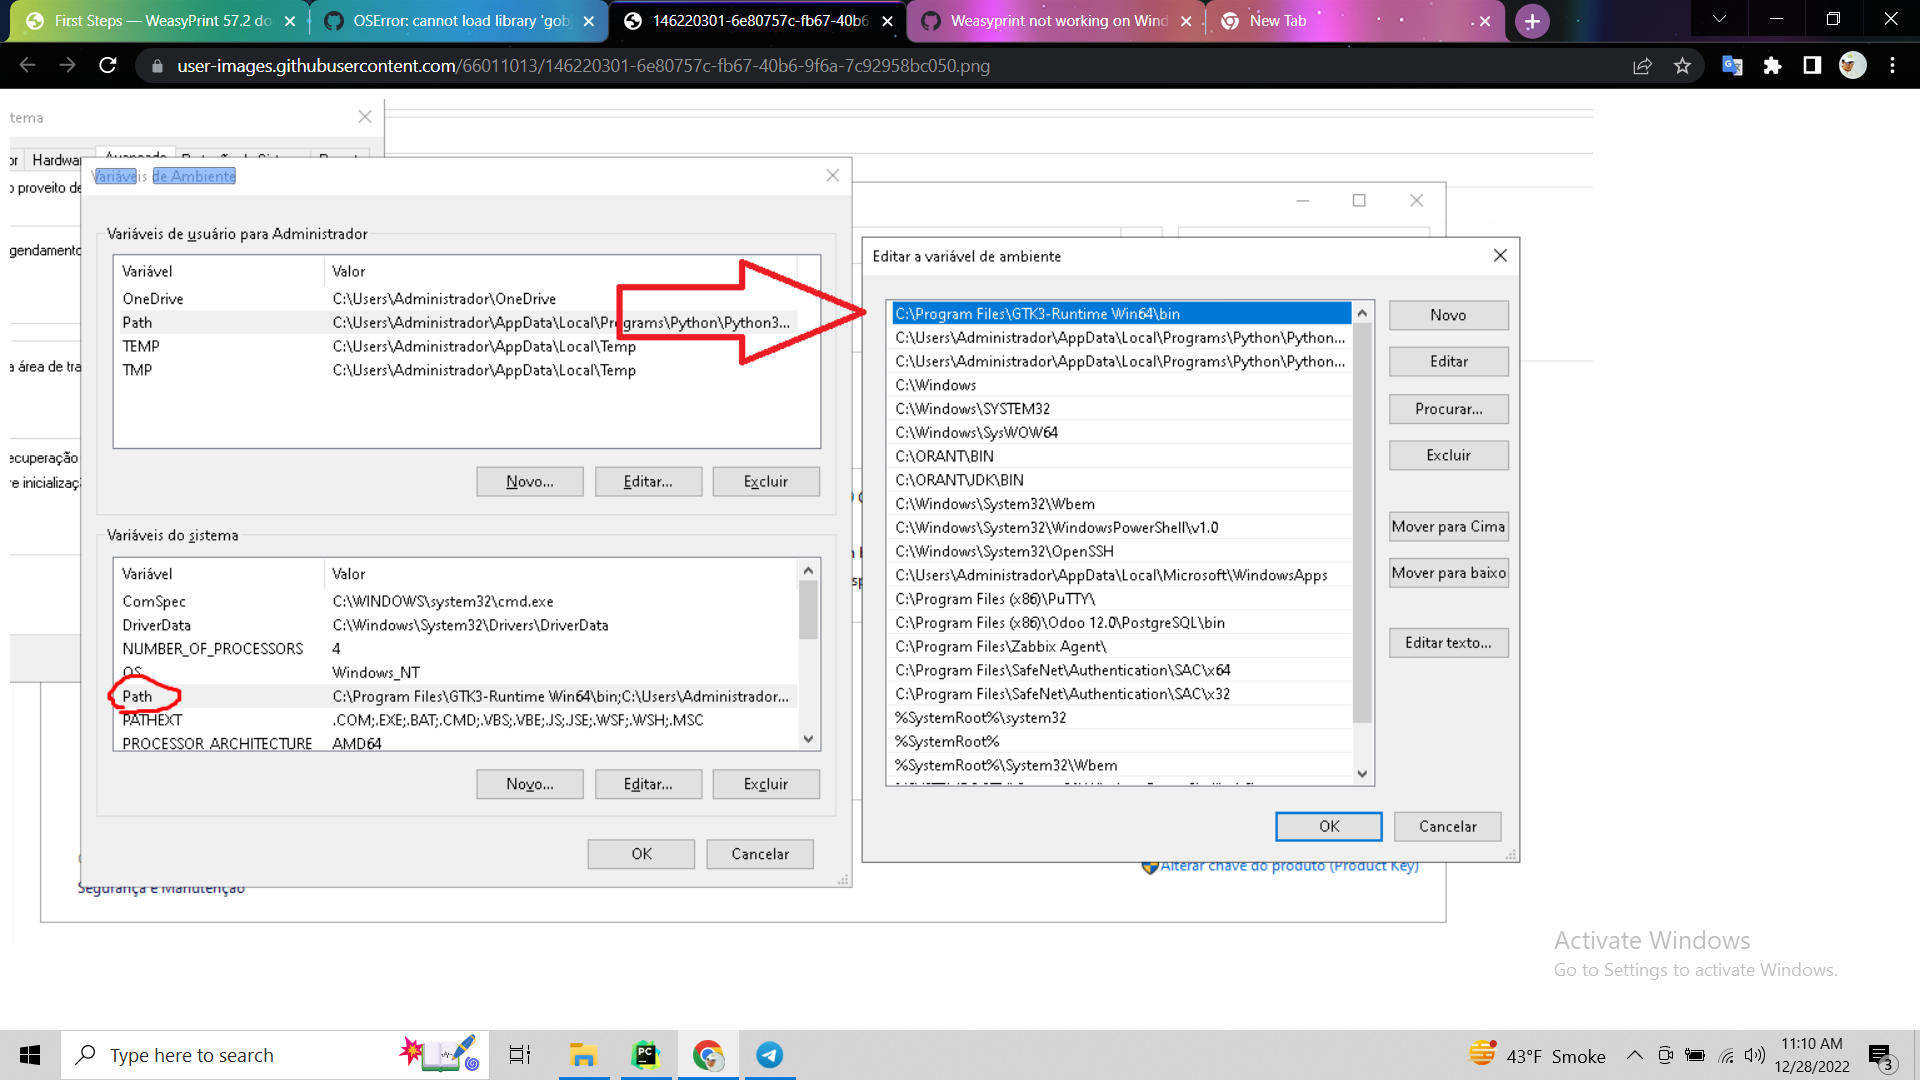 First Steps — WeasyPrint 57.2 do
OSError: cannot load library 'gob
146220301-6e80757c-fb67-40b6
Weasyprint not working on Wind
New Tab
user-images.githubusercontent.com/66011013/146220301-6e80757c-fb67-40b6-9f6a-7c92958bc050.png
tema
or Hardwar Avançado
o proveito de
gendamento
a área de tra
ecuperação
re inicializaç
Variáveis de Ambiente
Variáveis de usuário para Administrador
Variável Valor
OneDrive C:\Users\Administrador\OneDrive
Path C:\Users\Administrador\AppData\Local\Programs\Python\Python3...
TEMP C:\Users\Administrador\AppData\Local\Temp
TMP C:\Users\Administrador\AppData\Local\Temp
Novo... Editar... Excluir
Variáveis do sistema
Variável Valor
ComSpec C:\WINDOWS\system32\cmd.exe
DriverData C:\Windows\System32\Drivers\DriverData
NUMBER_OF_PROCESSORS 4
OS Windows_NT
Path C:\Program Files\GTK3-Runtime Win64\bin;C:\Users\Administrador...
PATHEXT .COM;.EXE;.BAT;.CMD;.VBS;.VBE;.JS;.JSE;.WSF;.WSH;.MSC
PROCESSOR ARCHITECTURE AMD64
Novo... Editar... Excluir
OK Cancelar
Segurança e Manutenção
Editar a variável de ambiente
C:\Program Files\GTK3-Runtime Win64\bin
C:\Users\Administrador\AppData\Local\Programs\Python\Python...
C:\Users\Administrador\AppData\Local\Programs\Python\Python...
C:\Windows
C:\Windows\SYSTEM32
C:\Windows\SysWOW64
C:\ORANT\BIN
C:\ORANT\JDK\BIN
C:\Windows\System32\Wbem
C:\Windows\System32\WindowsPowerShell\v1.0
C:\Windows\System32\OpenSSH
C:\Users\Administrador\AppData\Local\Microsoft\WindowsApps
C:\Program Files (x86)\PuTTY\
C:\Program Files (x86)\Odoo 12.0\PostgreSQL\bin
C:\Program Files\Zabbix Agent\
C:\Program Files\SafeNet\Authentication\SAC\x64
C:\Program Files\SafeNet\Authentication\SAC\x32
%SystemRoot%\system32
%SystemRoot%
%SystemRoot%\System32\Wbem
Novo
Editar
Procurar...
Excluir
Mover para Cima
Mover para baixo
Editar texto...
OK Cancelar
Alterar chave do produto (Product Key)
Activate Windows
Go to Settings to activate Windows.
Type here to search
PC
43°F Smoke
11:10 AM
12/28/2022
3